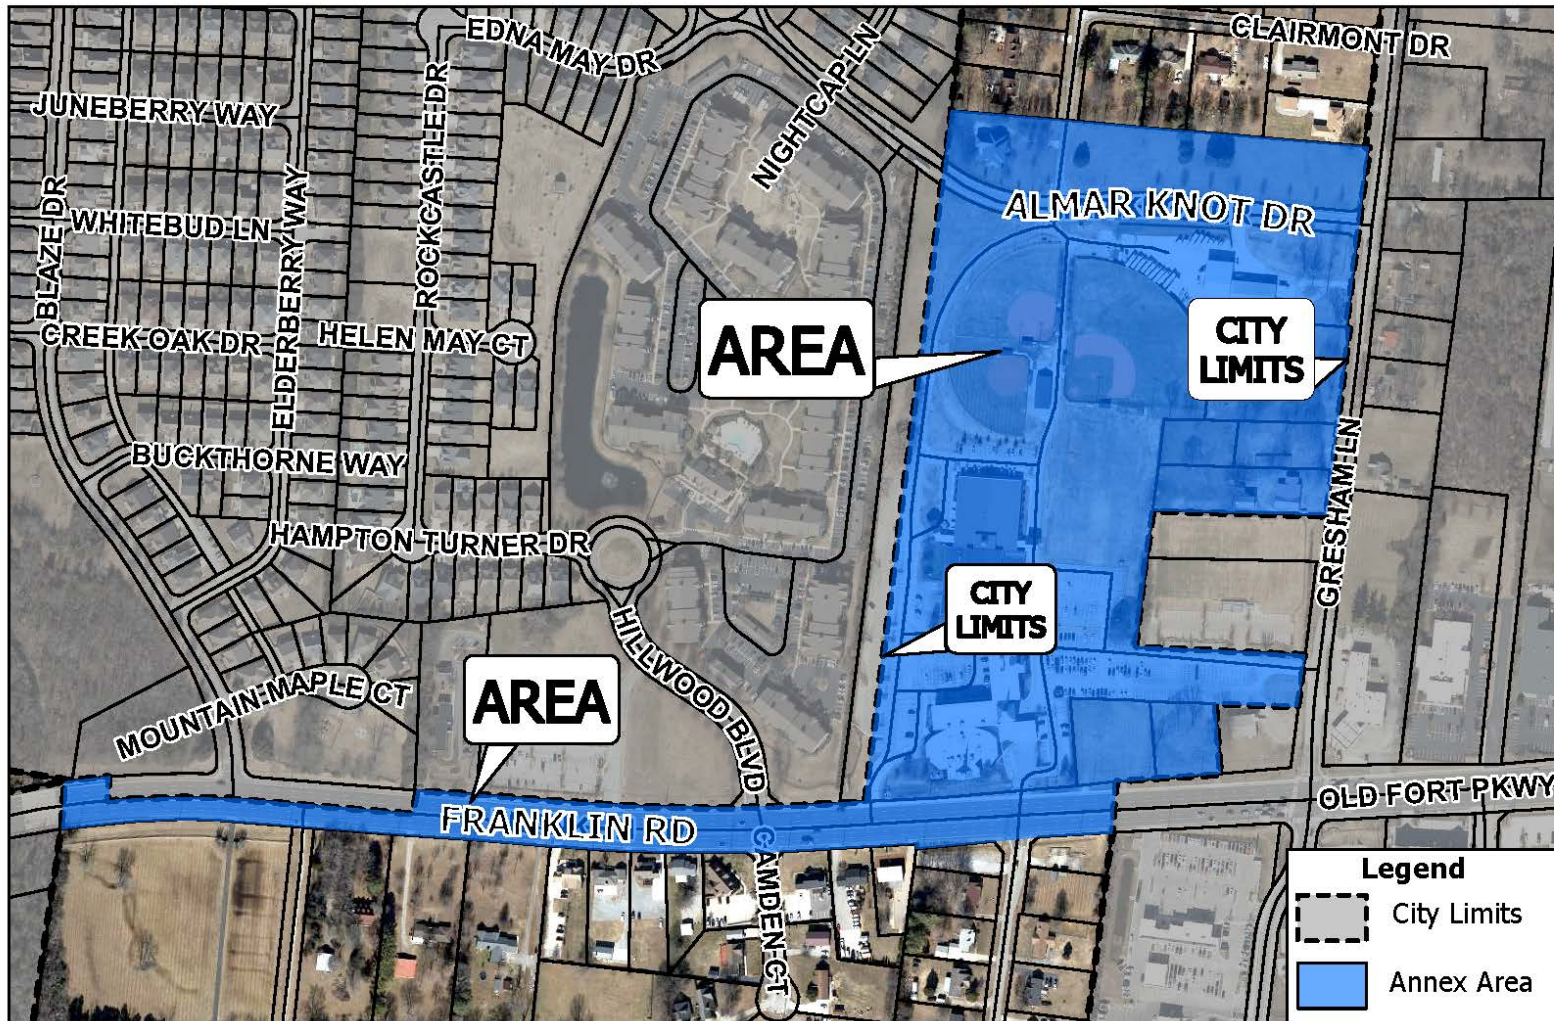 CLAIRMONT DR
EDNA MAY DR
NIGHTCAP LN
JUNEBERRY WAY
ROCKCASTLE DR
BLAZE DR
WHITEBUD LN
ELDERBERRY WAY
ALMAR KNOT DR
CREEK OAK DR
HELEN MAY CT
AREA
CITY
LIMITS
BUCKTHORNE WAY
GRESHAM LN
HAMPTON TURNER DR
CITY
LIMITS
HILLWOOD BLVD
MOUNTAIN MAPLE CT
AREA
FRANKLIN RD
OLD FORT PKWY
CAMDEN CT
Legend
City Limits
Annex Area